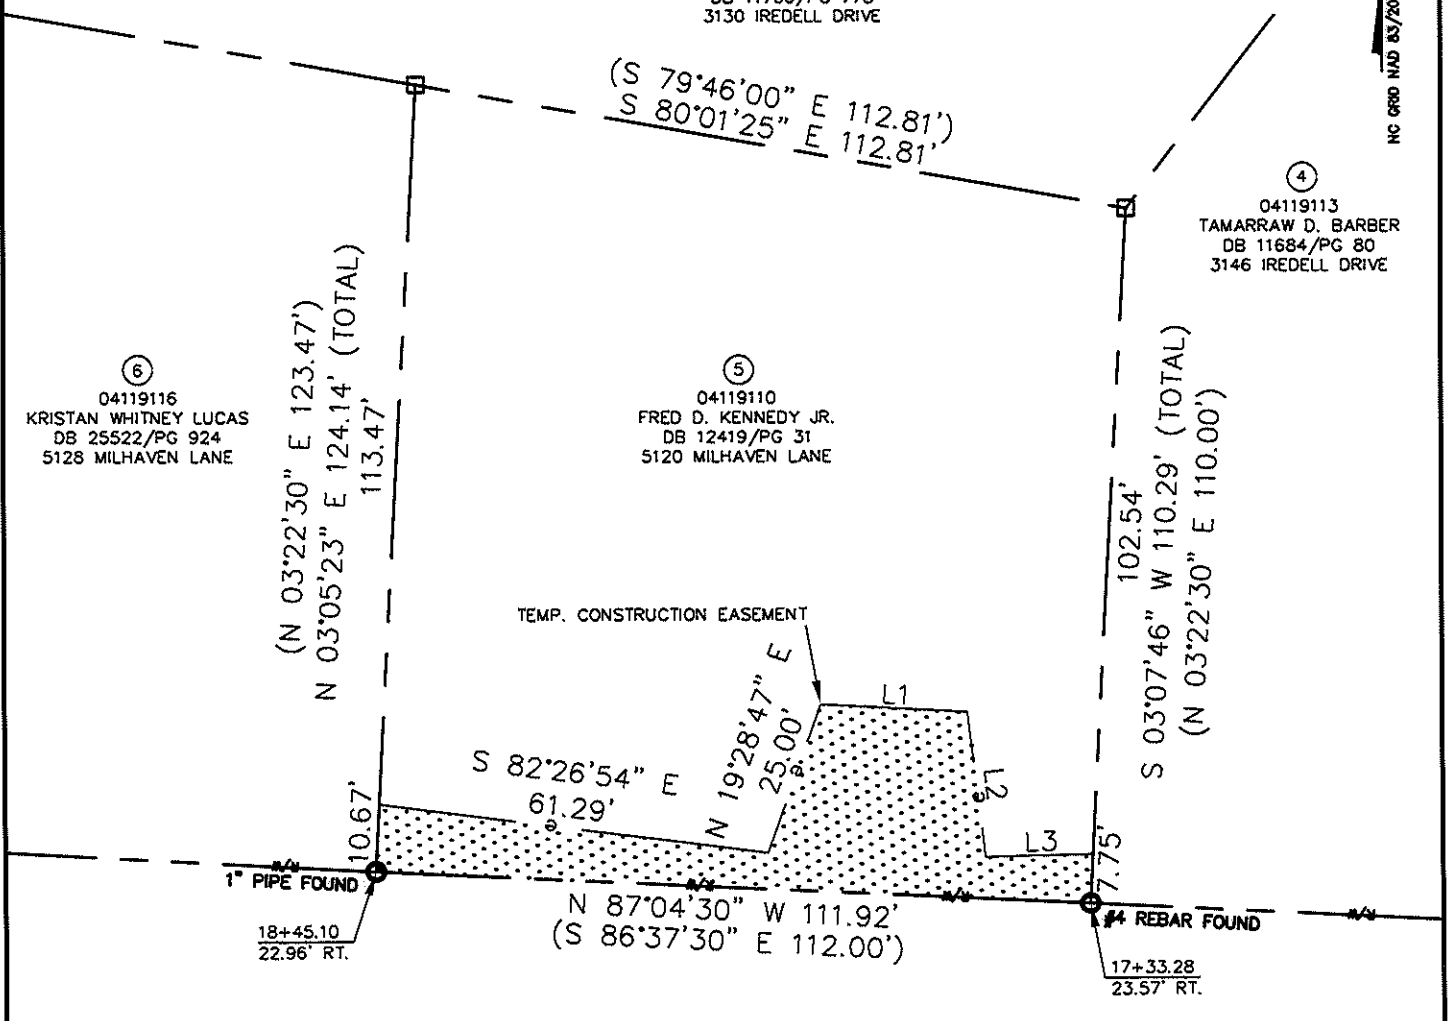 3130 IREDELL DRIVE
NC GRID NAD 83/20
(S 79°46'00" E 112.81')
S 80°01'25" E 112.81'
4
04119113
TAMARRAW D. BARBER
DB 11684/PG 80
3146 IREDELL DRIVE
(N 03°22'30" E 123.47')
N 03°05'23" E 124.14' (TOTAL)
113.47'
6
04119116
KRISTAN WHITNEY LUCAS
DB 25522/PG 924
5128 MILHAVEN LANE
5
04119110
FRED D. KENNEDY JR.
DB 12419/PG 31
5120 MILHAVEN LANE
102.54'
S 03°07'46" W 110.29' (TOTAL)
(N 03°22'30" E 110.00')
TEMP. CONSTRUCTION EASEMENT
L1
N 19°28'47" E
25.00'
e
S 82°26'54" E
61.29'
e
L2
e
L3
10.67'
7.75'
R/W
R/W
R/W
R/W
1" PIPE FOUND
N 87°04'30" W 111.92'
(S 86°37'30" E 112.00')
#4 REBAR FOUND
18+45.10
22.96' RT.
17+33.28
23.57' RT.